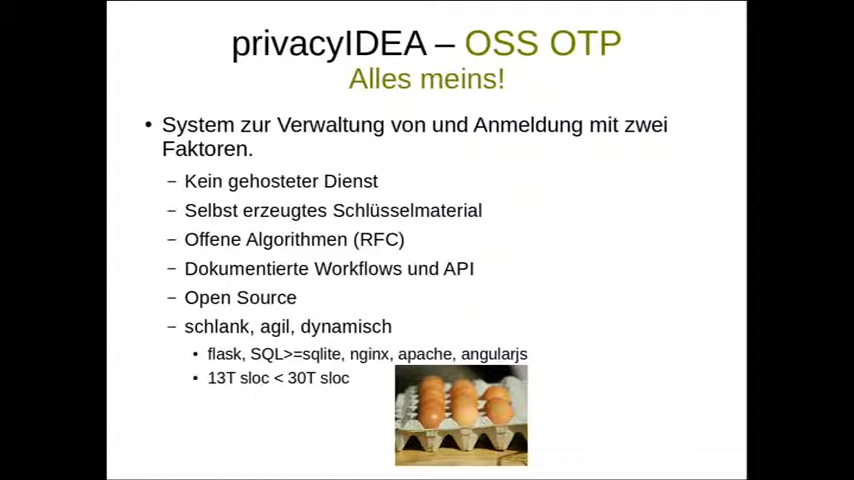 privacyIDEA – OSS OTP
Alles meins!
• System zur Verwaltung von und Anmeldung mit zwei
Faktoren.
– Kein gehosteter Dienst
– Selbst erzeugtes Schlüsselmaterial
– Offene Algorithmen (RFC)
– Dokumentierte Workflows und API
– Open Source
– schlank, agil, dynamisch
• flask, SQL>=sqlite, nginx, apache, angularjs
• 13T sloc < 30T sloc